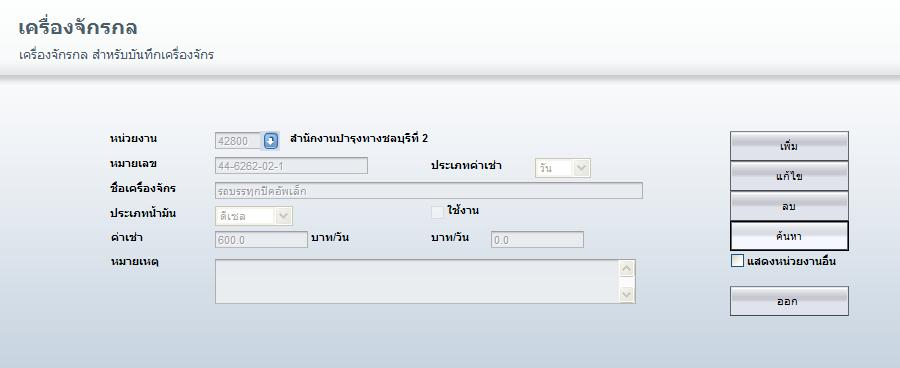 เครื่องจักรกล
เครื่องจักรกล สำหรับบันทึกเครื่องจักร
หน่วยงาน 42800 สำนักงานบำรุงทางชลบุรีที่ 2
หมายเลข 44-6262-02-1 ประเภทค่าเช่า วัน
ชื่อเครื่องจักร รถบรรทุกปิคอัพเล็ก
ประเภทน้ำมัน ดีเซล ใช้งาน
ค่าเช่า 600.0 บาท/วัน บาท/วัน 0.0
หมายเหตุ
เพิ่ม
แก้ไข
ลบ
ค้นหา
แสดงหน่วยงานอื่น
ออก